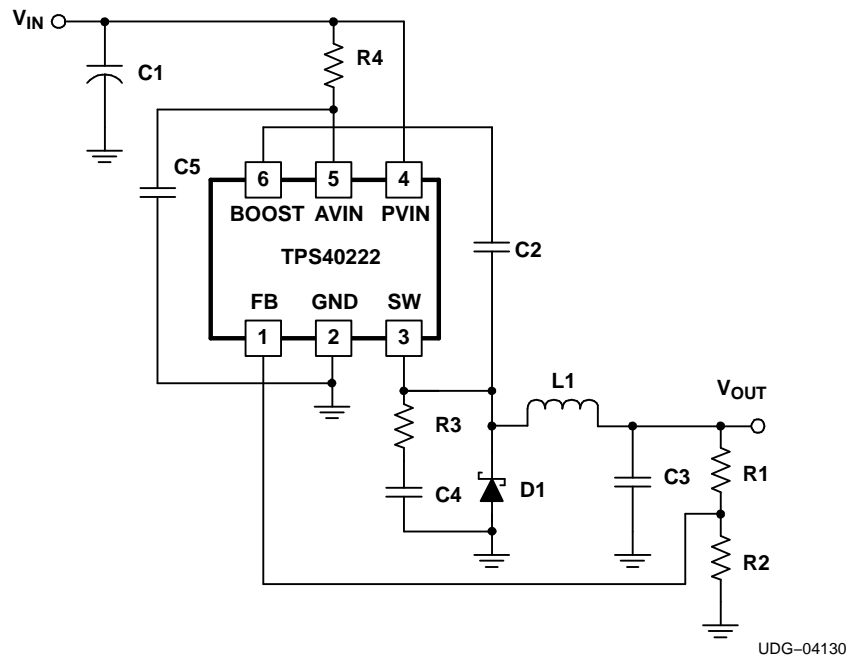 VIN
C1
R4
C5
6 5 4
BOOST AVIN PVIN
C2
TPS40222
FB GND SW
1 2 3
L1
VOUT
R3
C4
D1
C3
R1
R2
UDG–04130